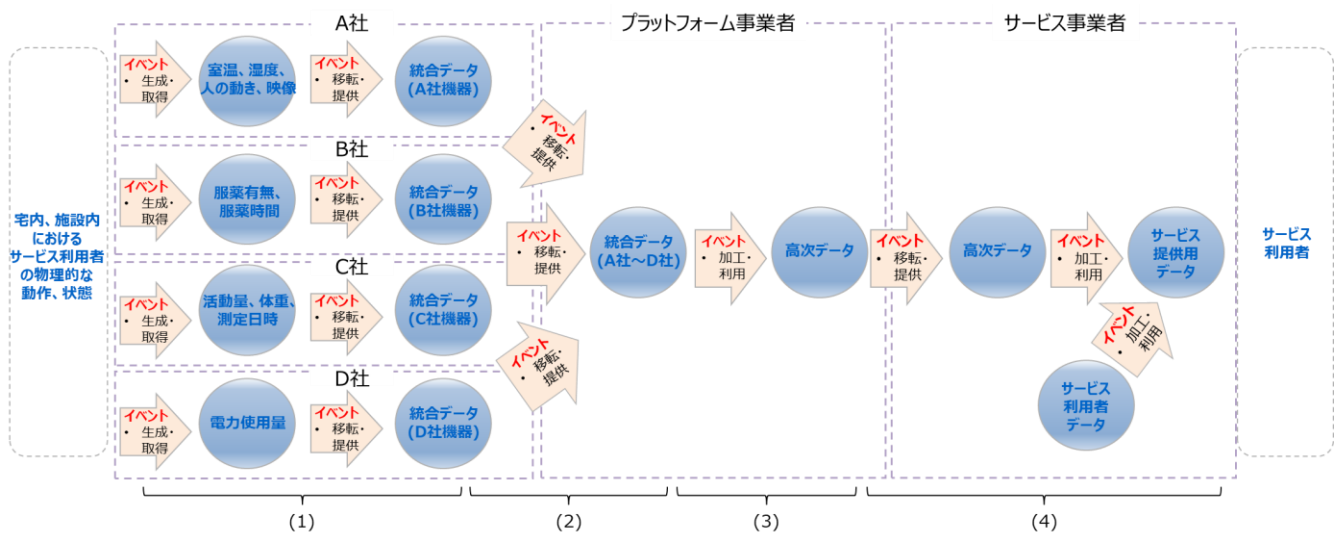 A社
プラットフォーム事業者
サービス事業者
宅内、施設内
における
サービス利用者
の物理的な
動作、状態
イベント
• 生成・
取得
室温、湿度、
人の動き、映像
イベント
• 移転・
提供
統合データ
(A社機器)
イベント
• 移転・
提供
B社
イベント
• 生成・
取得
服薬有無、
服薬時間
イベント
• 移転・
提供
統合データ
(B社機器)
イベント
• 移転・
提供
C社
イベント
• 生成・
取得
活動量、体重、
測定日時
イベント
• 移転・
提供
統合データ
(C社機器)
イベント
• 移転・
提供
D社
イベント
• 生成・
取得
電力使用量
イベント
• 移転・
提供
統合データ
(D社機器)
統合データ
(A社～D社)
イベント
• 加工・
利用
高次データ
イベント
• 移転・
提供
高次データ
イベント
• 加工・
利用
サービス
提供用
データ
イベント
• 加工・
利用
サービス
利用者
データ
サービス
利用者
(1)
(2)
(3)
(4)